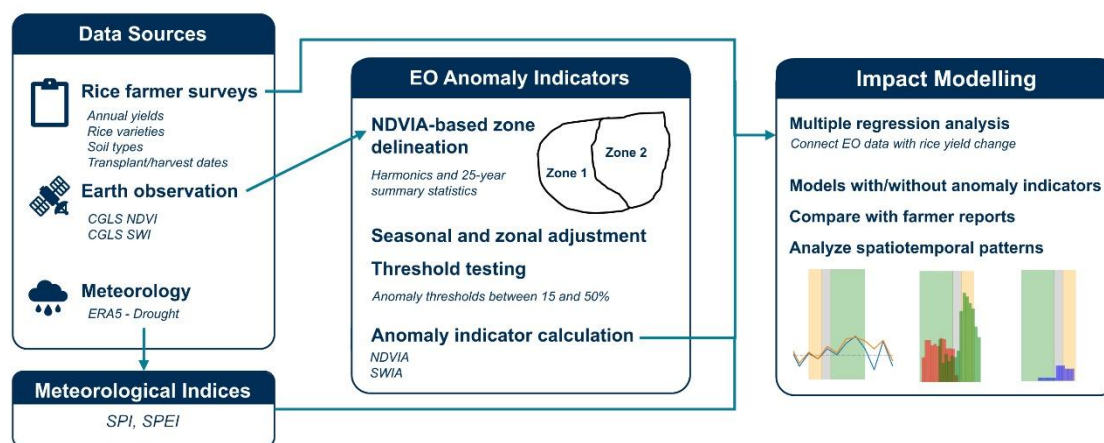 Data Sources
Rice farmer surveys
Annual yields
Rice varieties
Soil types
Transplant/harvest dates
Earth observation
CGLS NDVI
CGLS SWI
Meteorology
ERA5 - Drought
Meteorological Indices
SPI, SPEI
EO Anomaly Indicators
NDVIA-based zone
delineation
Harmonics and 25-year
summary statistics
Zone 1
Zone 2
Seasonal and zonal adjustment
Threshold testing
Anomaly thresholds between 15 and 50%
Anomaly indicator calculation
NDVIA
SWIA
Impact Modelling
Multiple regression analysis
Connect EO data with rice yield change
Models with/without anomaly indicators
Compare with farmer reports
Analyze spatiotemporal patterns